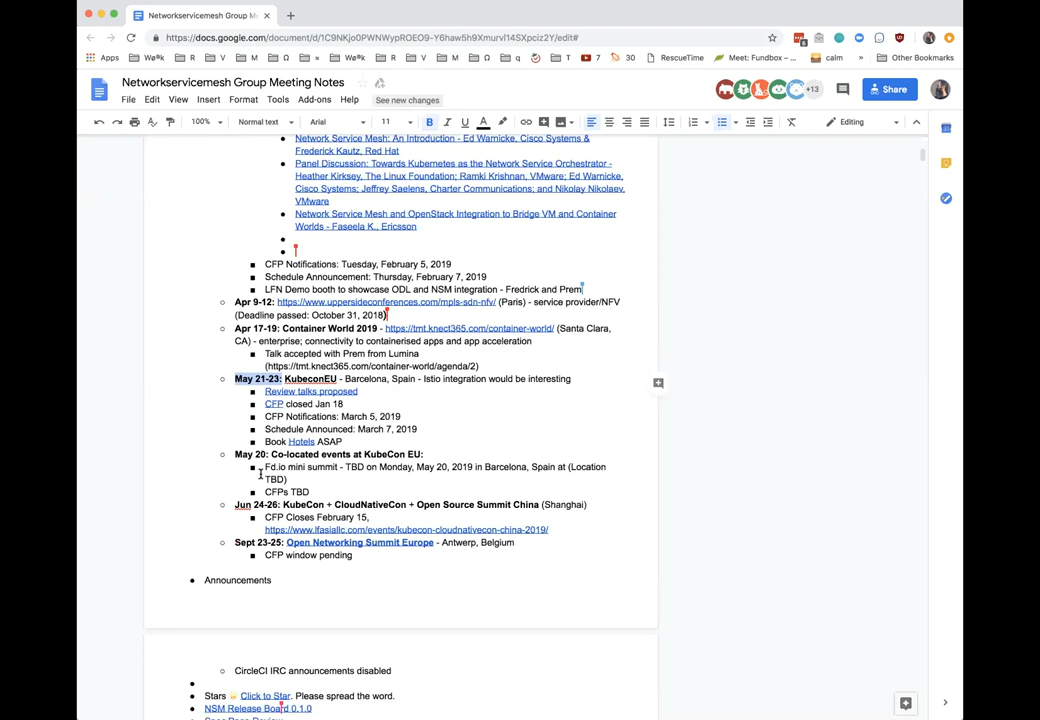 Networkservicemesh Group M
https://docs.google.com/document/d/1C9NKjo0PWNWypROEO9-Y6haw5h9Xmurvl14SXpciz2Y/edit#
Apps
R
V
M
Ω
R
V
M
Ω
q
T
7
30
RescueTime
Meet: Fundbox –...
calm
»
Other Bookmarks
Networkservicemesh Group Meeting Notes
File Edit View Insert Format Tools Add-ons Help See new changes
+13
Share
100% Normal text Arial 11 B I U A Editing
Network Service Mesh: An Introduction - Ed Warnicke, Cisco Systems &
Frederick Kautz, Red Hat
Panel Discussion: Towards Kubernetes as the Network Service Orchestrator -
Heather Kirksey, The Linux Foundation; Ramki Krishnan, VMware; Ed Warnicke,
Cisco Systems; Jeffrey Saelens, Charter Communications; and Nikolay Nikolaev,
VMware
Network Service Mesh and OpenStack Integration to Bridge VM and Container
Worlds - Faseela K., Ericsson
CFP Notifications: Tuesday, February 5, 2019
Schedule Announcement: Thursday, February 7, 2019
LFN Demo booth to showcase ODL and NSM integration - Fredrick and Prem
Apr 9-12: https://www.uppersideconferences.com/mpls-sdn-nfv/ (Paris) - service provider/NFV
(Deadline passed: October 31, 2018)
Apr 17-19: Container World 2019 - https://tmt.knect365.com/container-world/ (Santa Clara,
CA) - enterprise; connectivity to containerised apps and app acceleration
Talk accepted with Prem from Lumina
(https://tmt.knect365.com/container-world/agenda/2)
May 21-23: KubeconEU - Barcelona, Spain - Istio integration would be interesting
Review talks proposed
CFP closed Jan 18
CFP Notifications: March 5, 2019
Schedule Announced: March 7, 2019
Book Hotels ASAP
May 20: Co-located events at KubeCon EU:
Fd.io mini summit - TBD on Monday, May 20, 2019 in Barcelona, Spain at (Location
TBD)
CFPs TBD
Jun 24-26: KubeCon + CloudNativeCon + Open Source Summit China (Shanghai)
CFP Closes February 15,
https://www.lfasiallc.com/events/kubecon-cloudnativecon-china-2019/
Sept 23-25: Open Networking Summit Europe - Antwerp, Belgium
CFP window pending
Announcements
CircleCI IRC announcements disabled
Stars Click to Star. Please spread the word.
NSM Release Board 0.1.0